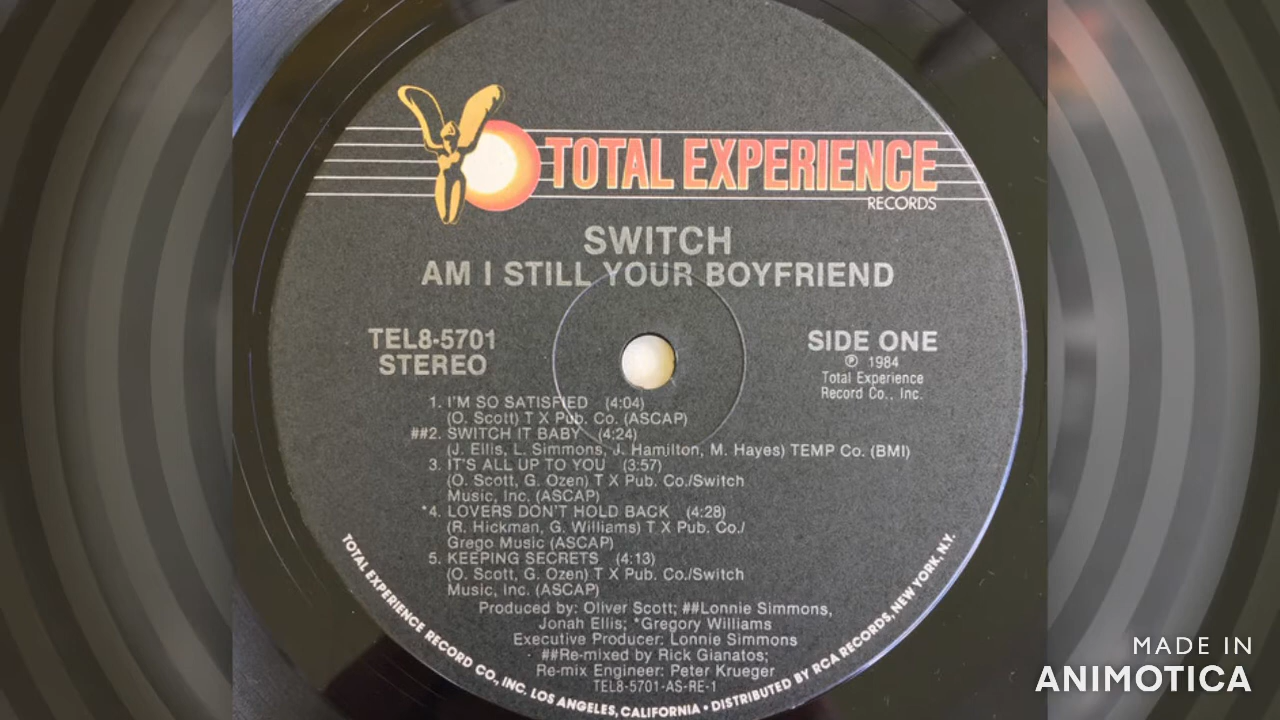 TOTAL EXPERIENCE
RECORDS
SWITCH
AM I STILL YOUR BOYFRIEND
TEL8-5701
STEREO
SIDE ONE
℗ 1984
Total Experience
Record Co., Inc.
1. I'M SO SATISFIED (4:04)
(O. Scott) T X Pub. Co. (ASCAP)
##2. SWITCH IT BABY (4:24)
(J. Ellis, L. Simmons, J. Hamilton, M. Hayes) TEMP Co. (BMI)
3. IT'S ALL UP TO YOU (3:57)
(O. Scott, G. Ozen) T X Pub. Co./Switch
Music, Inc. (ASCAP)
*4. LOVERS DON'T HOLD BACK (4:28)
(R. Hickman, G. Williams) T X Pub. Co./
Grego Music (ASCAP)
5. KEEPING SECRETS (4:13)
(O. Scott, G. Ozen) T X Pub. Co./Switch
Music, Inc. (ASCAP)
Produced by: Oliver Scott; ##Lonnie Simmons,
Jonah Ellis; *Gregory Williams
Executive Producer: Lonnie Simmons
##Re-mixed by Rick Gianatos;
Re-mix Engineer: Peter Krueger
TEL8-5701-AS-RE-1
TOTAL EXPERIENCE RECORD CO., INC. LOS ANGELES, CALIFORNIA • DISTRIBUTED BY RCA RECORDS, NEW YORK, N.Y.
MADE IN
ANIMOTICA